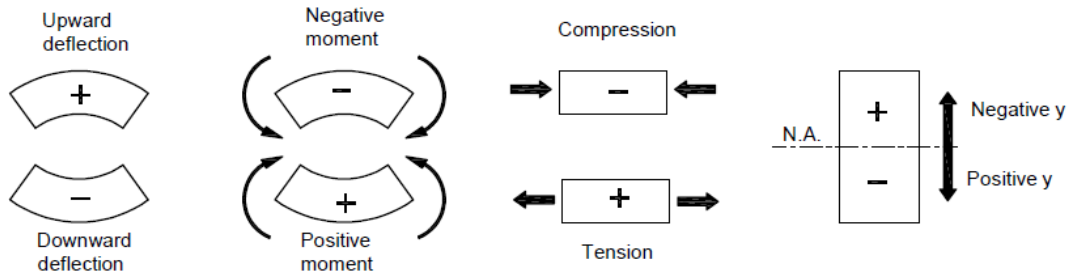 Upward
deflection
+
Downward
deflection
−
Negative
moment
−
+
Positive
moment
Compression
−
+
Tension
N.A.
+
−
Negative y
Positive y